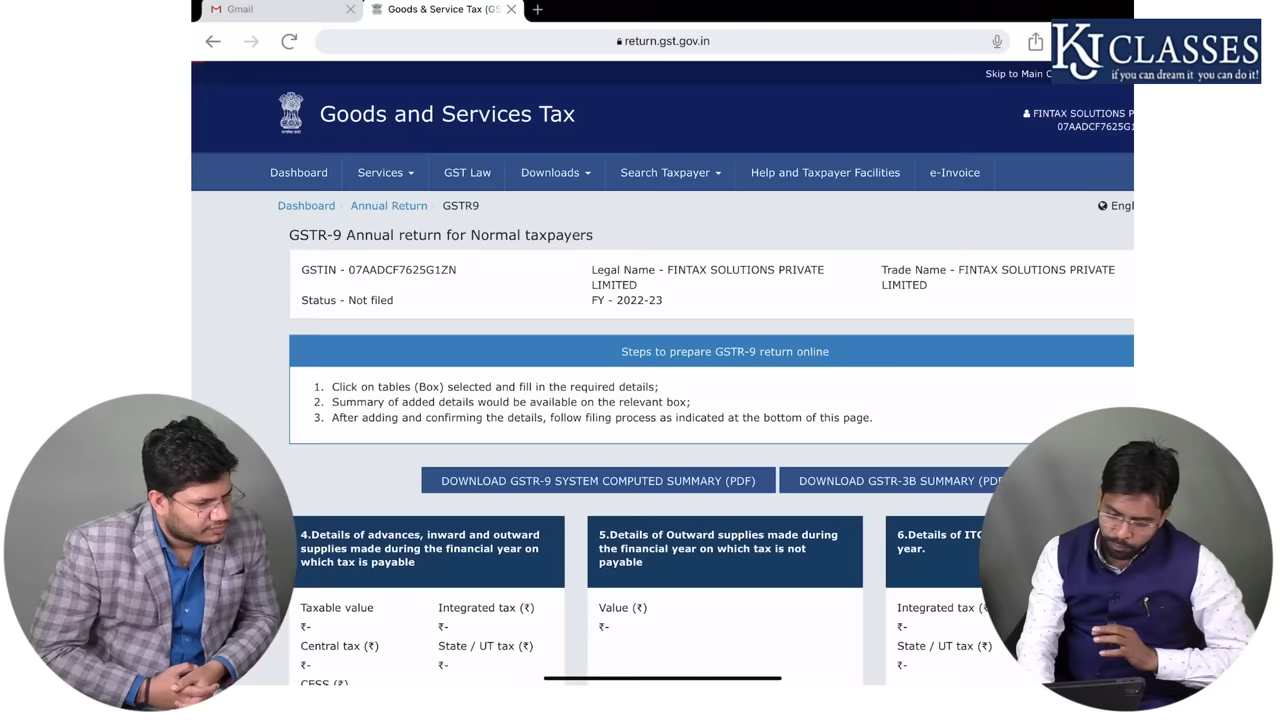 Gmail
Goods & Service Tax (GS
return.gst.gov.in
KJ CLASSES
if you can dream it you can do it!
Skip to Main C
Goods and Services Tax
FINTAX SOLUTIONS P
07AADCF7625G1
Dashboard Services GST Law Downloads Search Taxpayer Help and Taxpayer Facilities e-Invoice
Dashboard Annual Return GSTR9
Engl
GSTR-9 Annual return for Normal taxpayers
GSTIN - 07AADCF7625G1ZN
Legal Name - FINTAX SOLUTIONS PRIVATE
LIMITED
Trade Name - FINTAX SOLUTIONS PRIVATE
LIMITED
Status - Not filed
FY - 2022-23
Steps to prepare GSTR-9 return online
1. Click on tables (Box) selected and fill in the required details;
2. Summary of added details would be available on the relevant box;
3. After adding and confirming the details, follow filing process as indicated at the bottom of this page.
DOWNLOAD GSTR-9 SYSTEM COMPUTED SUMMARY (PDF)
DOWNLOAD GSTR-3B SUMMARY (PDF
4.Details of advances, inward and outward
supplies made during the financial year on
which tax is payable
Taxable value Integrated tax (₹)
₹- ₹-
Central tax (₹) State / UT tax (₹)
₹- ₹-
CESS (₹)
5.Details of Outward supplies made during
the financial year on which tax is not
payable
Value (₹)
₹-
6.Details of ITC
year.
Integrated tax (₹
₹-
State / UT tax (₹)
₹-